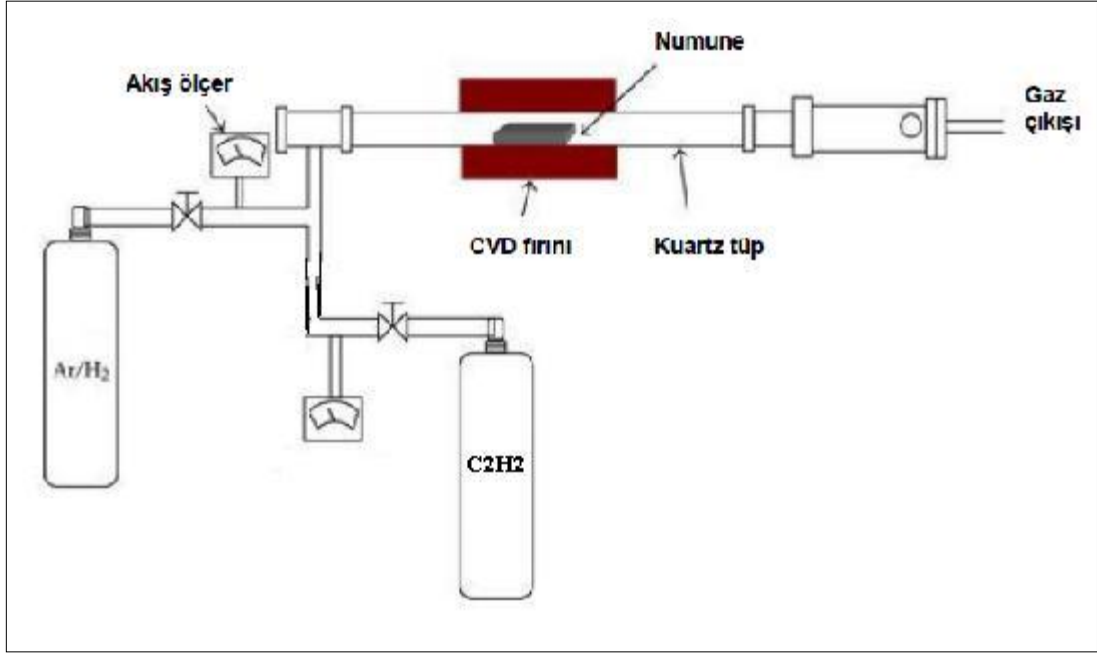 Numune
Akış ölçer
Gaz
çıkışı
CVD fırını
Kuartz tüp
Ar/H₂
C2H2